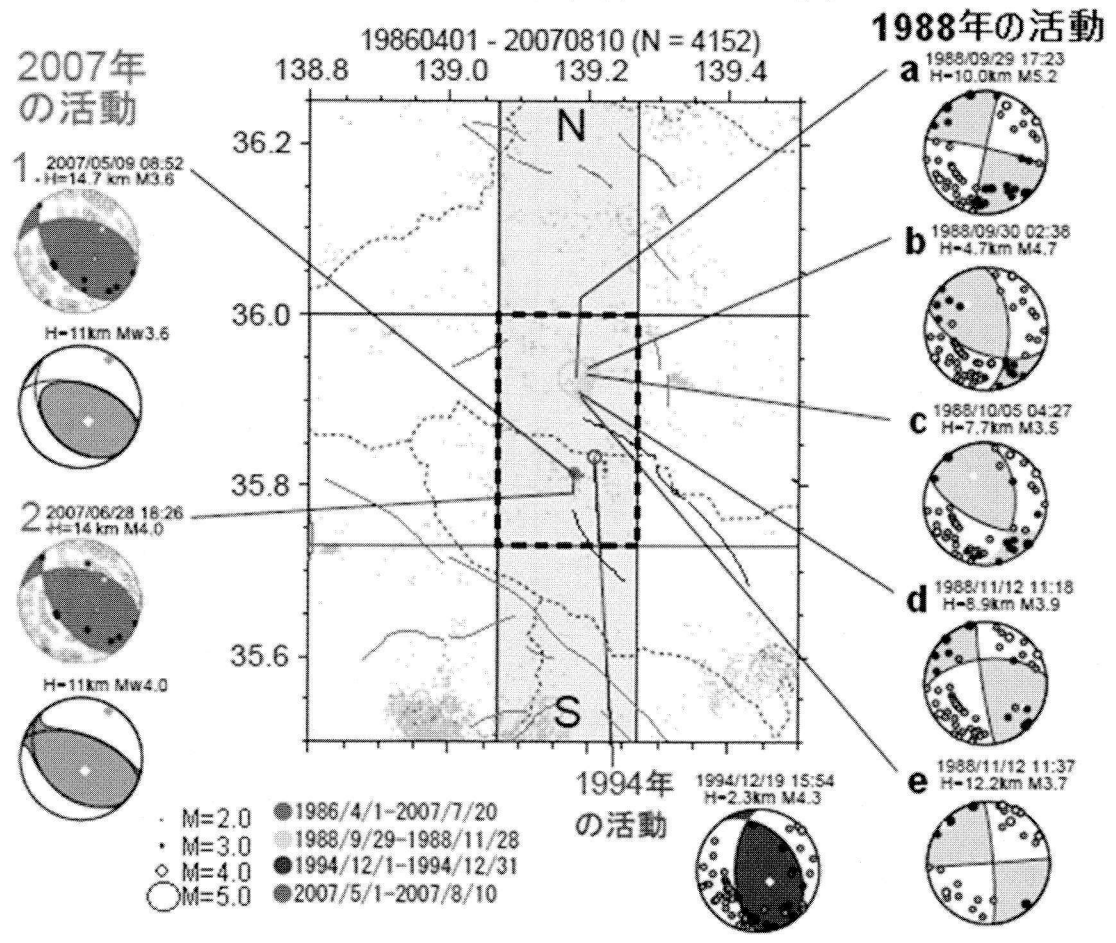 1988年の活動
19860401 - 20070810 (N = 4152)
138.8 139.0 139.2 139.4
2007年
の活動
36.2
36.0
35.8
35.6
N
S
1 2007/05/09 08:52
H=14.7 km M3.6
H=11km Mw3.6
2 2007/06/28 18:26
H=14 km M4.0
H=11km Mw4.0
a 1988/09/29 17:23
H=10.0km M5.2
b 1988/09/30 02:38
H=4.7km M4.7
c 1988/10/05 04:27
H=7.7km M3.5
d 1988/11/12 11:18
H=8.9km M3.9
e 1988/11/12 11:37
H=12.2km M3.7
1994年
の活動
1994/12/19 15:54
H=2.3km M4.3
M=2.0
M=3.0
M=4.0
M=5.0
1986/4/1-2007/7/20
1988/9/29-1988/11/28
1994/12/1-1994/12/31
2007/5/1-2007/8/10